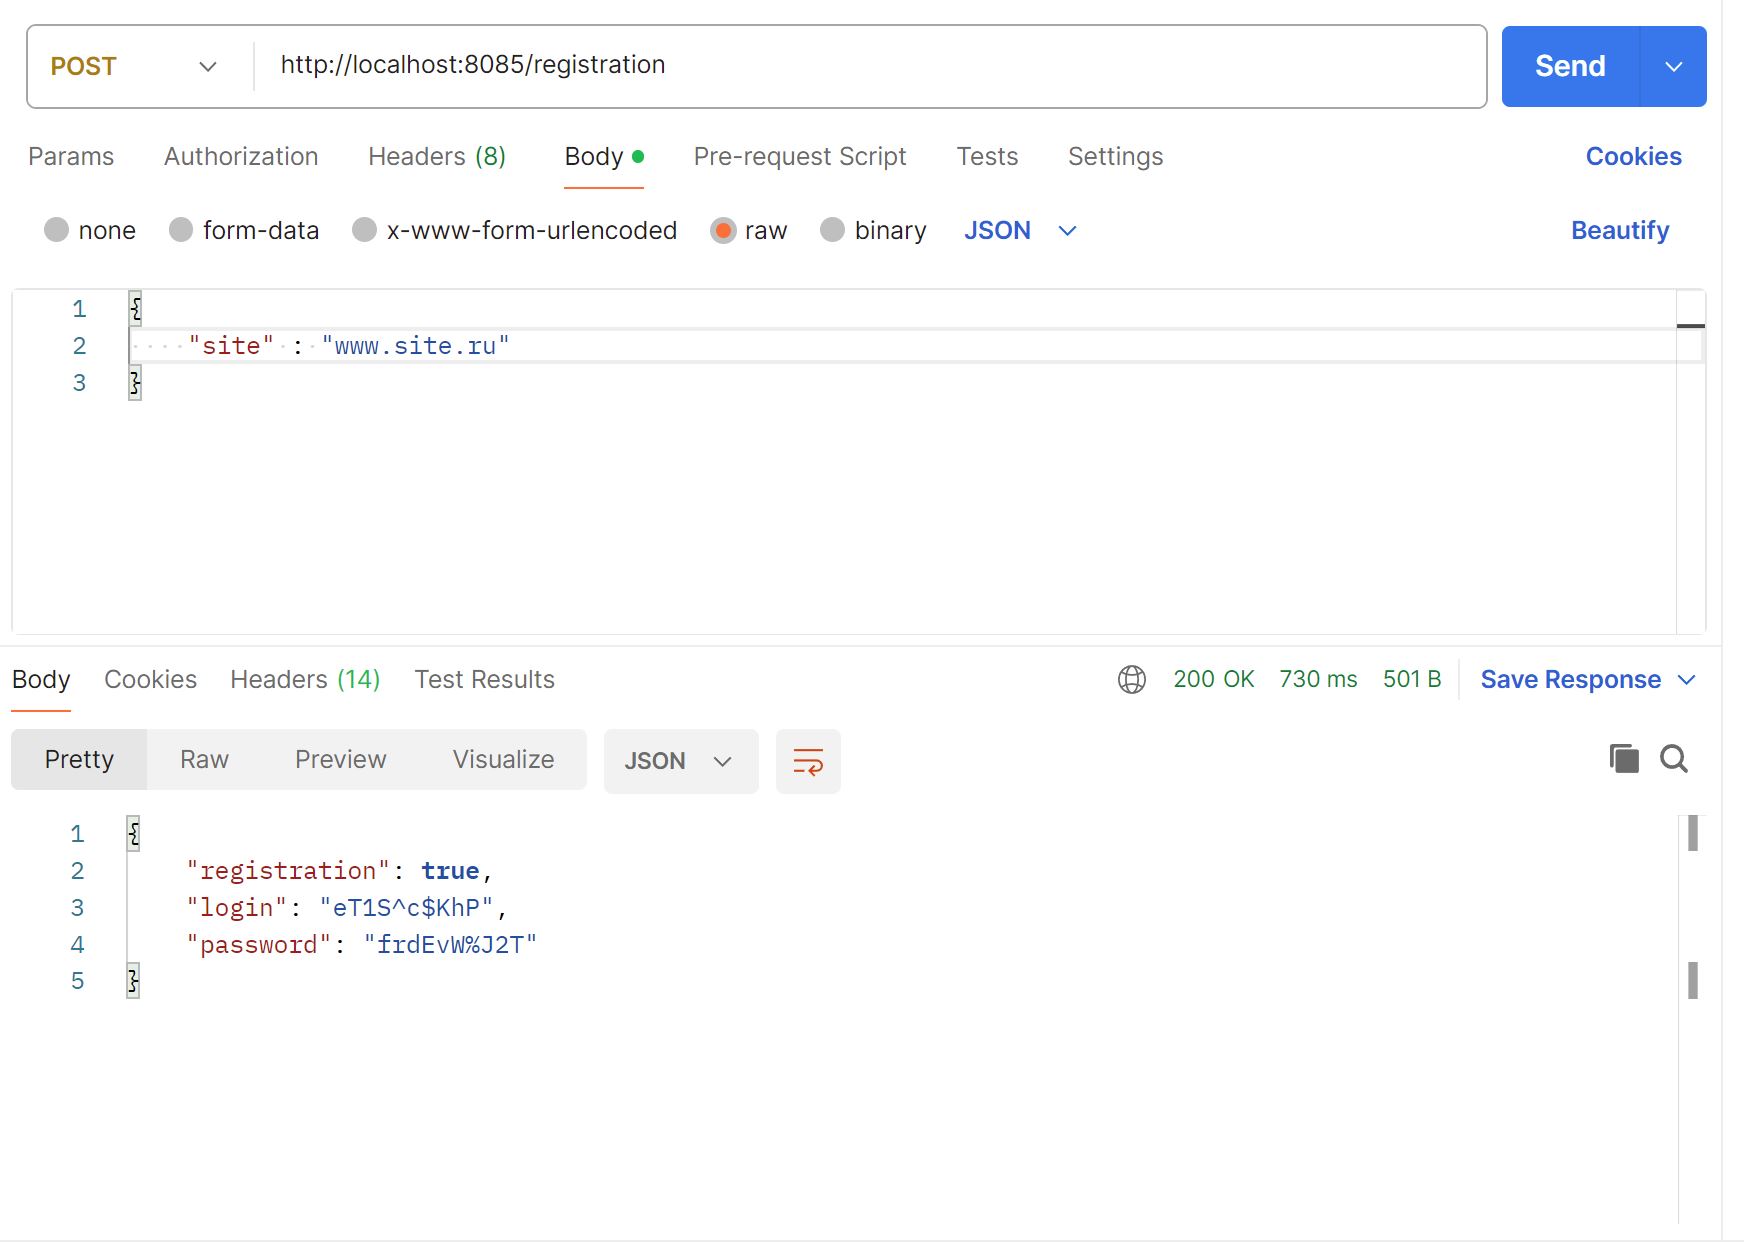 POST http://localhost:8085/registration Send
Params Authorization Headers (8) Body Pre-request Script Tests Settings Cookies
none form-data x-www-form-urlencoded raw binary JSON Beautify
1 {
2 "site" : "www.site.ru"
3 }
Body Cookies Headers (14) Test Results 200 OK 730 ms 501 B Save Response
Pretty Raw Preview Visualize JSON
1 {
2 "registration": true,
3 "login": "eT1S^c$KhP",
4 "password": "frdEvW%J2T"
5 }